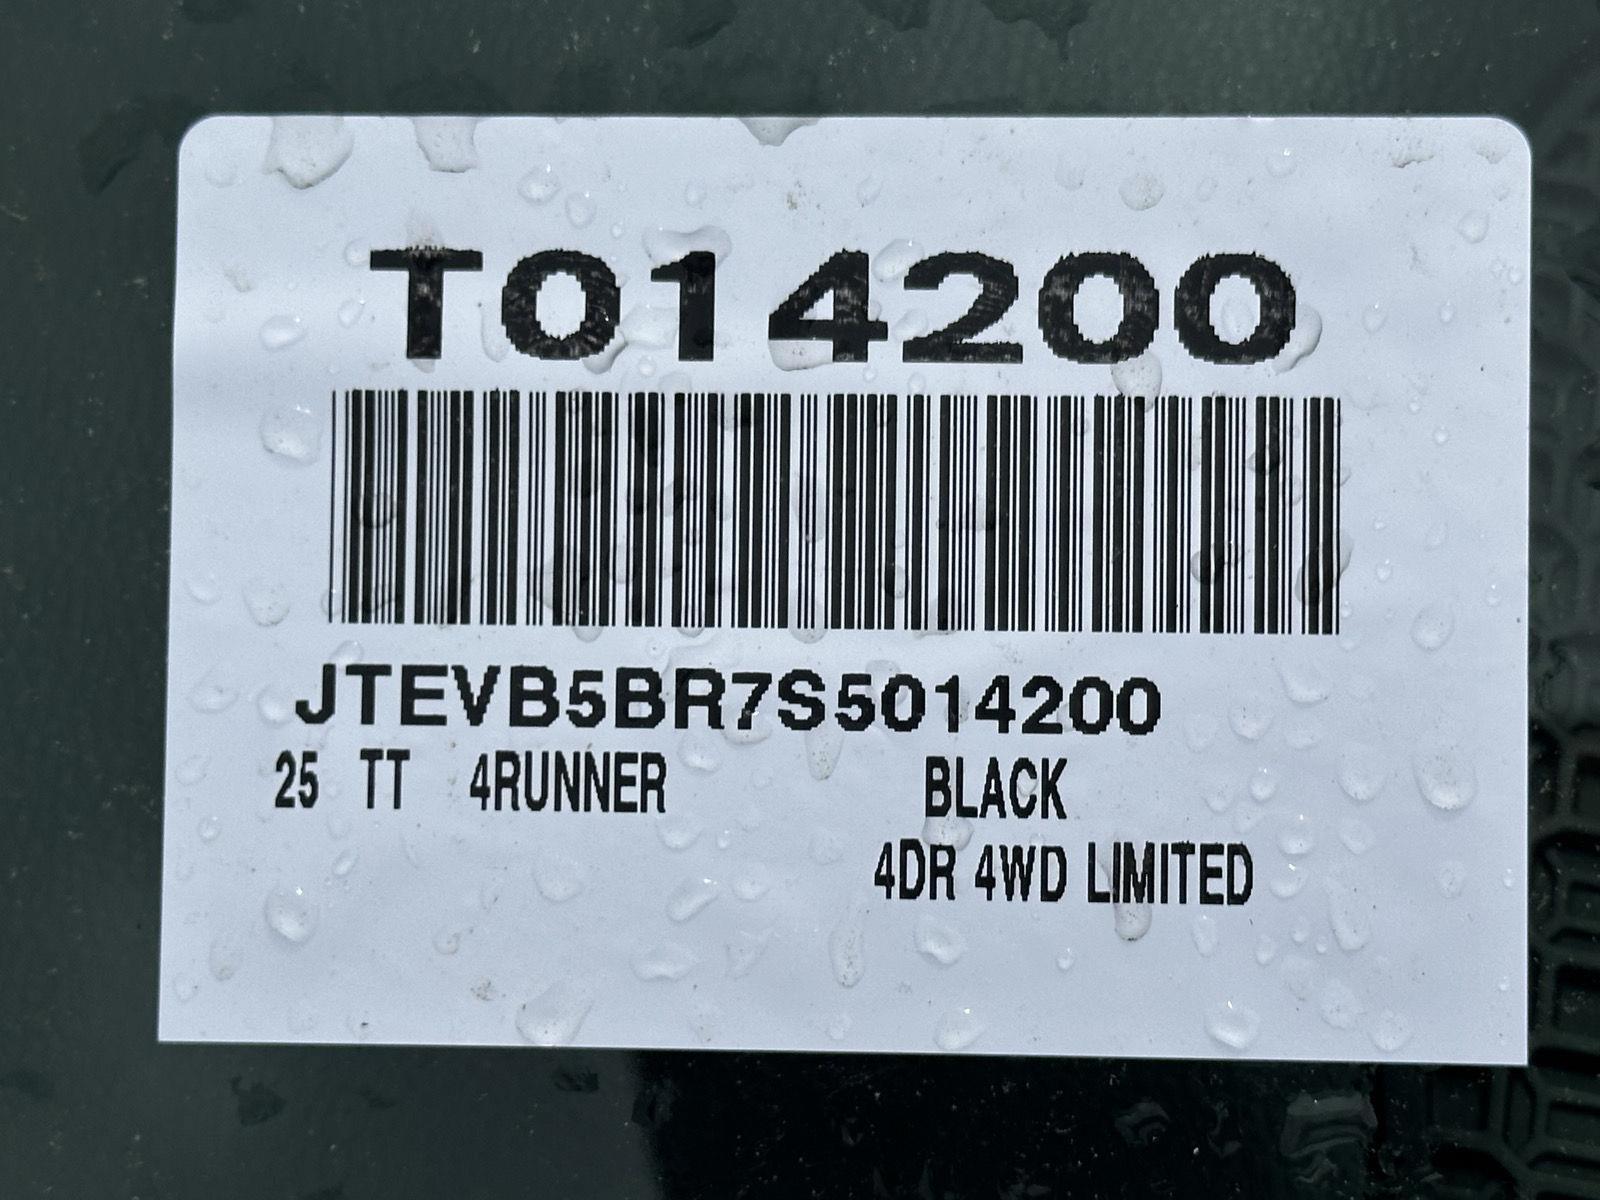 T014200
JTEVB5BR7S5014200
25 TT 4RUNNER BLACK
4DR 4WD LIMITED